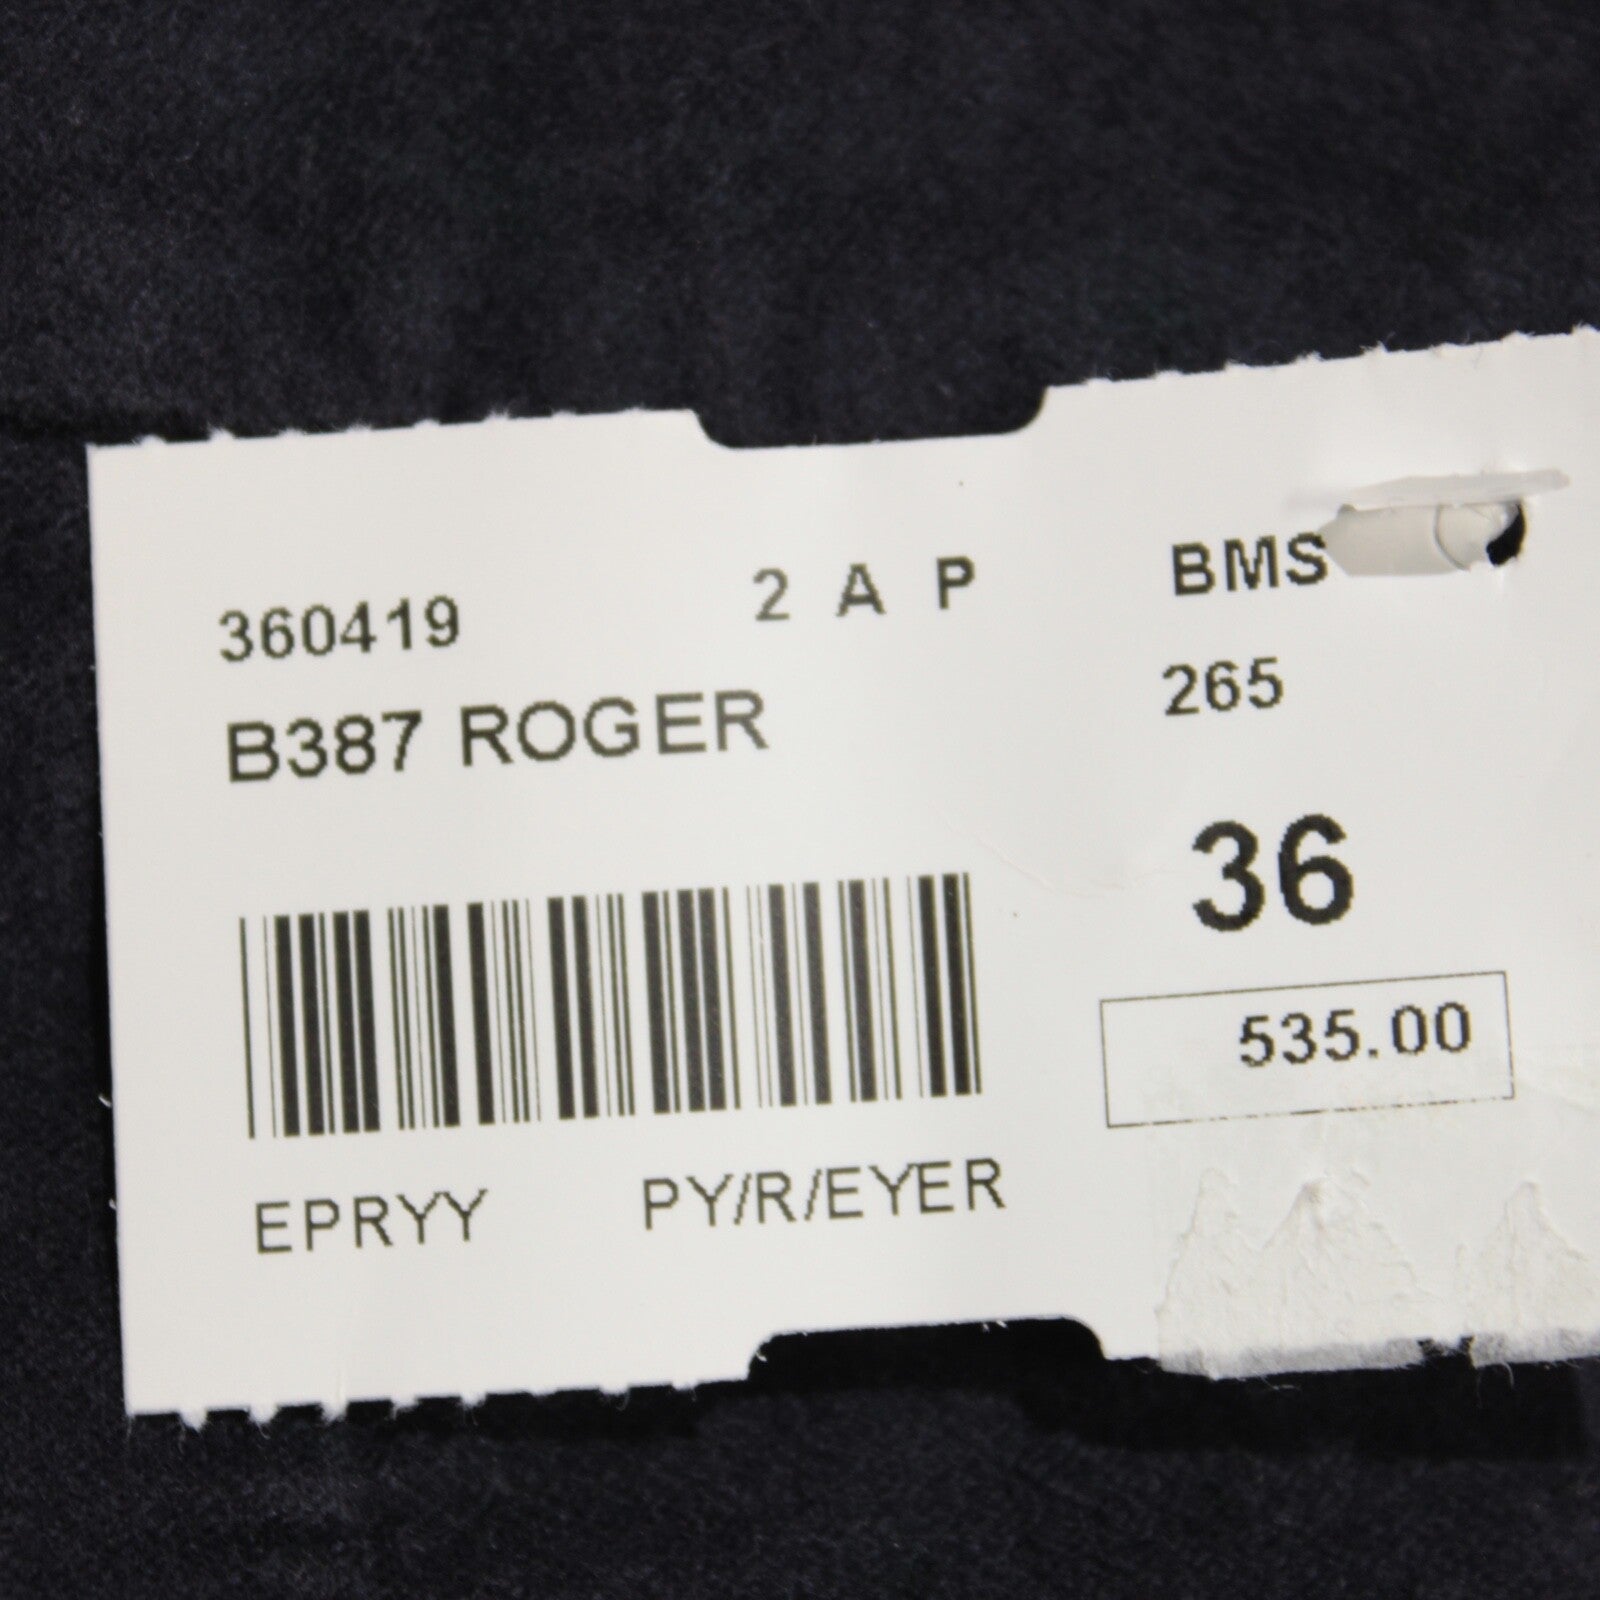 360419 2 A P BMS
B387 ROGER 265
36
535.00
EPRYY PY/R/EYER